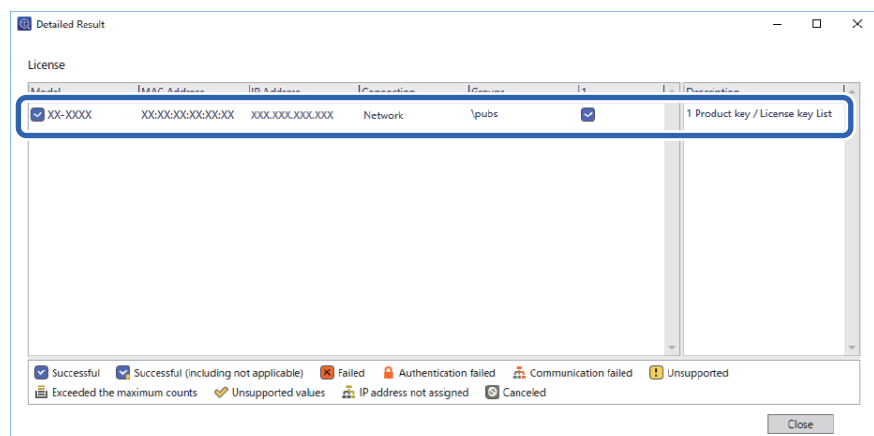 Detailed Result
License
Model MAC Address IP Address Connection Groups 1 Description
XX-XXXX XX:XX:XX:XX:XX:XX XXX.XXX.XXX.XXX Network \pubs 1 Product key / License key List
Successful Successful (including not applicable) Failed Authentication failed Communication failed Unsupported
Exceeded the maximum counts Unsupported values IP address not assigned Canceled
Close